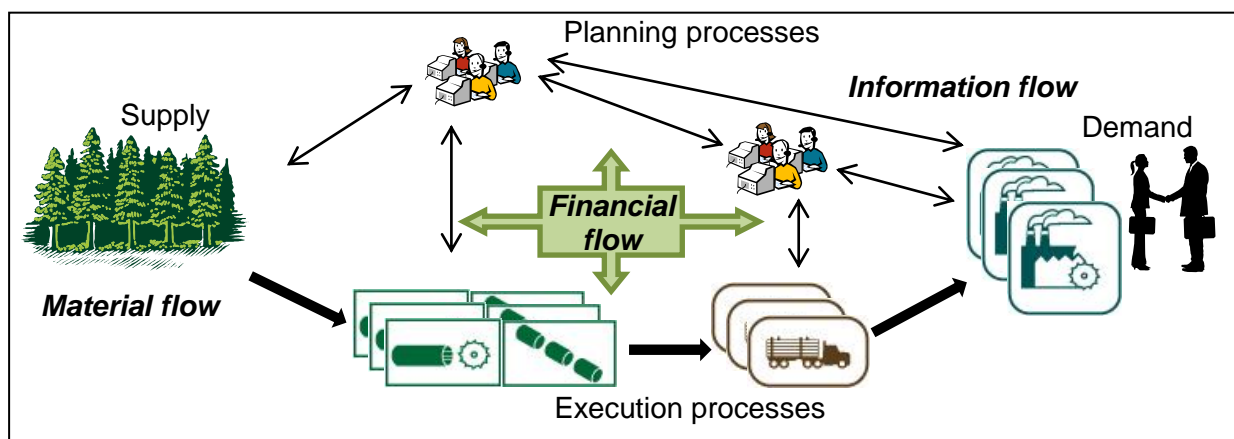 Planning processes
Information flow
Supply
Demand
Financial
flow
Material flow
Execution processes